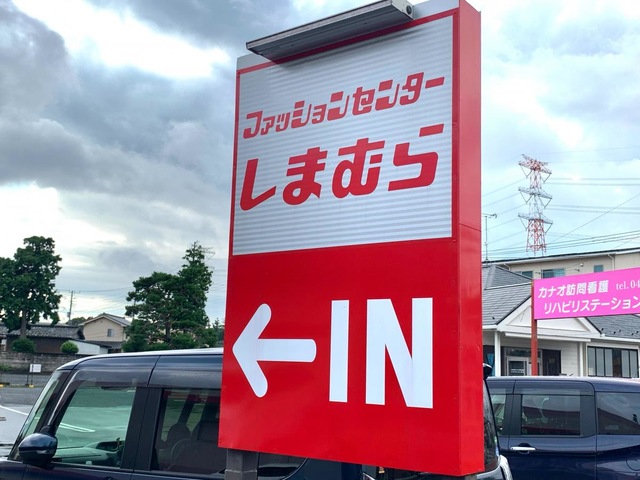 ファッションセンター
しまむら
←IN
カナオ訪問看護 tel.04
リハビリステーション